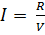 I = R/V